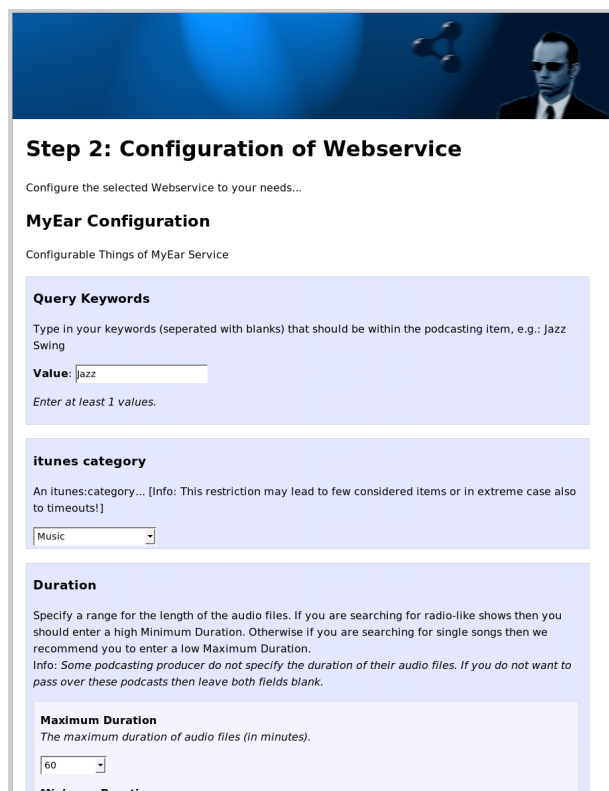 Step 2: Configuration of Webservice
Configure the selected Webservice to your needs...
MyEar Configuration
Configurable Things of MyEar Service
Query Keywords
Type in your keywords (seperated with blanks) that should be within the podcasting item, e.g.: Jazz
Swing
Value: Jazz
Enter at least 1 values.
itunes category
An itunes:category... [Info: This restriction may lead to few considered items or in extreme case also
to timeouts!]
Music
Duration
Specify a range for the length of the audio files. If you are searching for radio-like shows then you
should enter a high Minimum Duration. Otherwise if you are searching for single songs then we
recommend you to enter a low Maximum Duration.
Info: Some podcasting producer do not specify the duration of their audio files. If you do not want to
pass over these podcasts then leave both fields blank.
Maximum Duration
The maximum duration of audio files (in minutes).
60
Minimum Duration